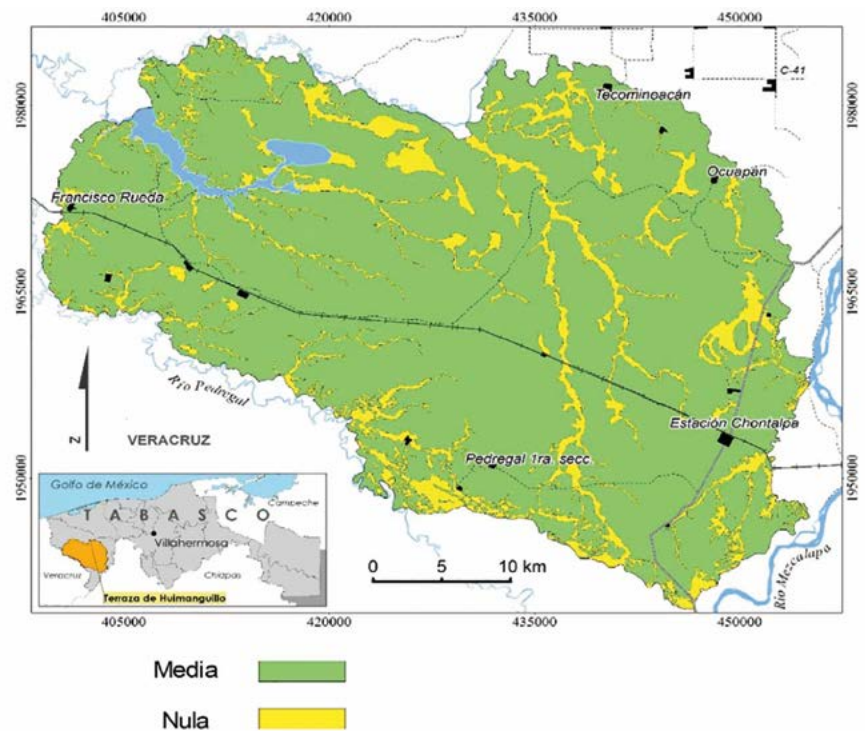 405000 420000 435000 450000
1980000
1965000
1950000
1980000
1965000
1950000
C-41
Tecominoacán
Ocuapán
Francisco Rueda
Río Pedregal
N
VERACRUZ
Estación Chontalpa
Pedregal 1ra. secc.
Río Mezcalapa
Golfo de México
Campeche
TABASCO
Villahermosa
Veracruz
Chiapas
Terraza de Huimanguillo
0 5 10 km
405000 420000 435000 450000
Media
Nula